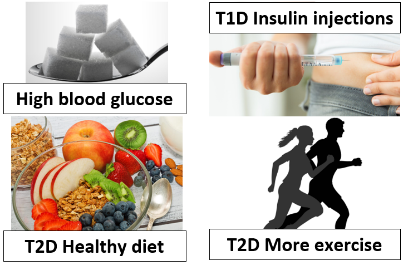 T1D Insulin injections
High blood glucose
T2D Healthy diet
T2D More exercise